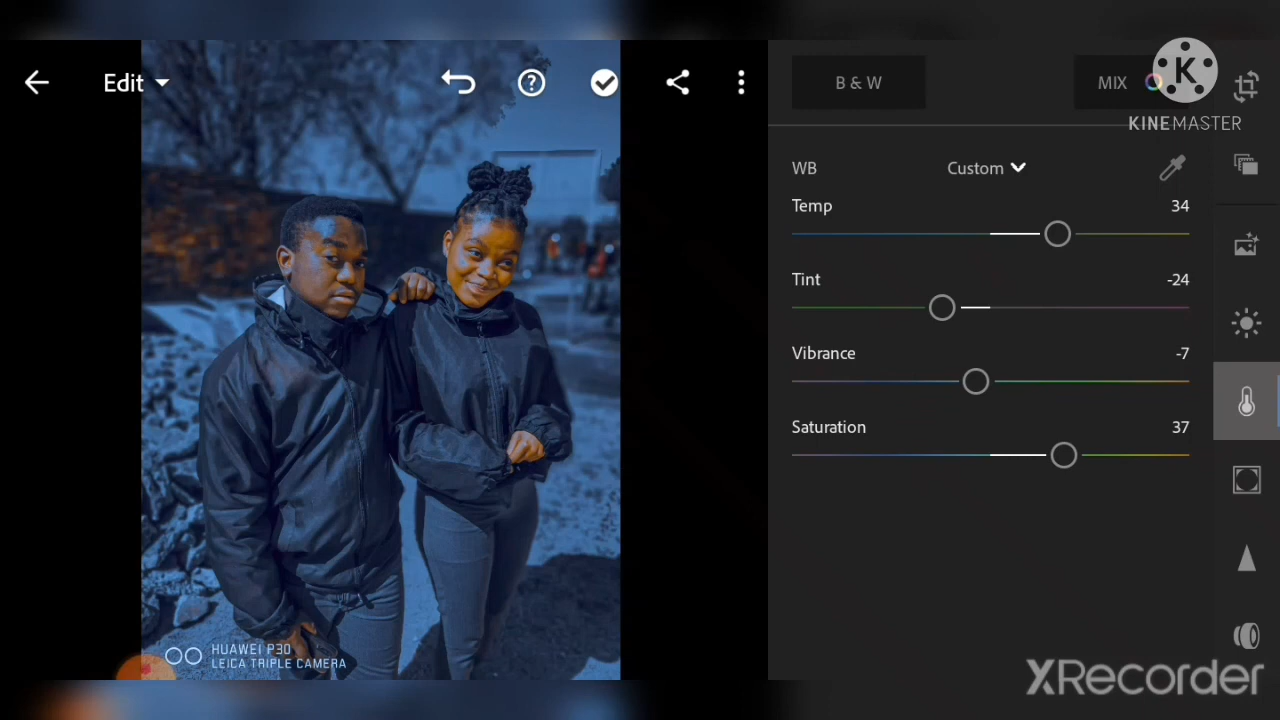 Edit
B & W
MIX
KINEMASTER
WB
Custom
Temp
34
Tint
-24
Vibrance
-7
Saturation
37
HUAWEI P30
LEICA TRIPLE CAMERA
XRecorder